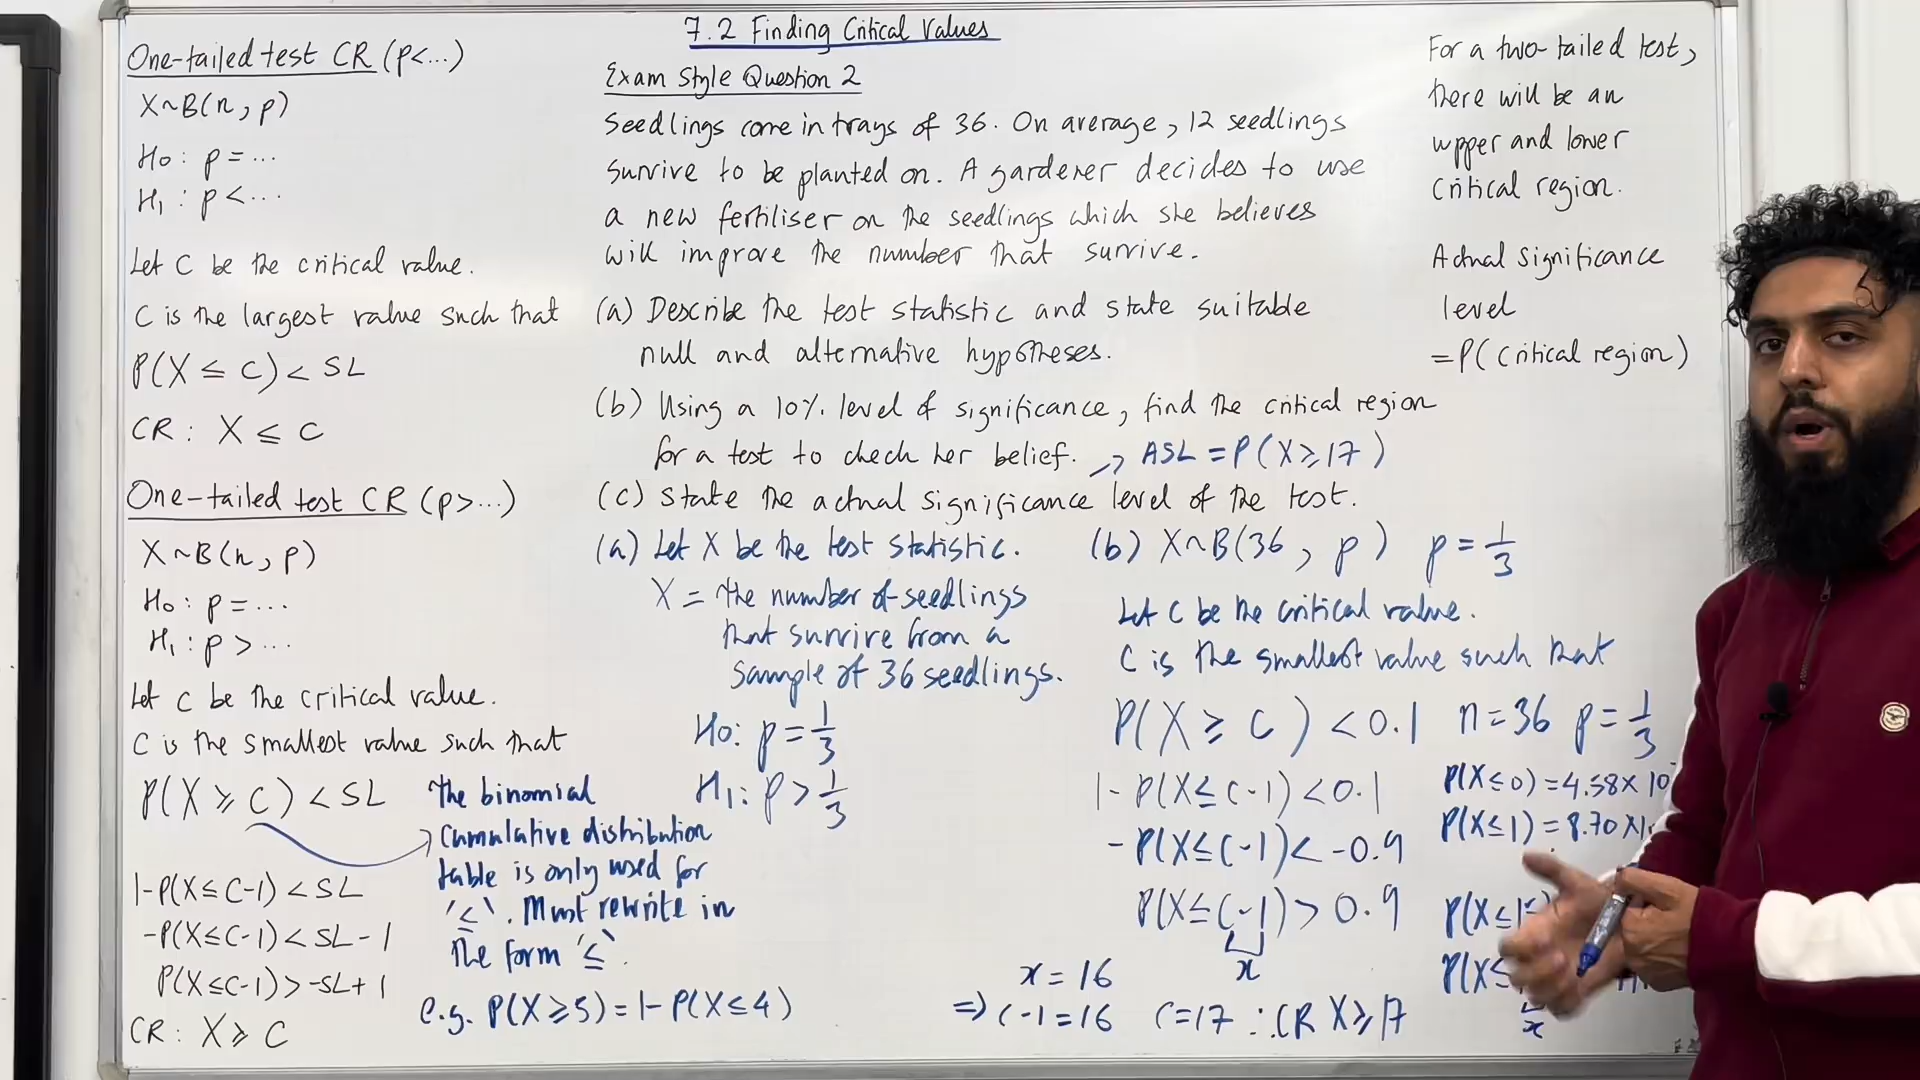 7.2 Finding Critical Values
One-tailed test CR (p<...)
X~B(n, p)
H₀: p = ...
H₁: p < ...
Let C be the critical value.
C is the largest value such that
P(X ≤ C) < SL
CR: X ≤ C
One-tailed test CR (p>...)
X~B(n, p)
H₀: p = ...
H₁: p > ...
Let C be the critical value.
C is the smallest value such that
P(X ≥ C) < SL
1-P(X ≤ C-1) < SL
-P(X ≤ C-1) < SL - 1
P(X ≤ C-1) > -SL + 1
CR: X ≥ C
The binomial
cumulative distribution
table is only used for
'≤'. Must rewrite in
the form '≤'.
e.g. P(X ≥ 5) = 1-P(X ≤ 4)
Exam Style Question 2
Seedlings come in trays of 36. On average, 12 seedlings
survive to be planted on. A gardener decides to use
a new fertiliser on the seedlings which she believes
will improve the number that survive.
(a) Describe the test statistic and state suitable
null and alternative hypotheses.
(b) Using a 10% level of significance, find the critical region
for a test to check her belief. → ASL = P(X ≥ 17)
(c) State the actual significance level of the test.
(a) Let X be the test statistic.
X = the number of seedlings
that survive from a
sample of 36 seedlings.
H₀: p = 1/3
H₁: p > 1/3
(b) X~B(36, p) p = 1/3
Let C be the critical value.
C is the smallest value such that
P(X ≥ C) < 0.1 n = 36 p = 1/3
1-P(X ≤ C-1) < 0.1
-P(X ≤ C-1) < -0.9
P(X ≤ C-1) > 0.9
x
x = 16
⇒ C-1 = 16 C = 17 ∴ CR X ≥ 17
P(X ≤ 0) = 4.58 × 10
P(X ≤ 1) = 8.70 × 1
P(X ≤
P(X ≤
x
For a two-tailed test,
there will be an
upper and lower
critical region.
Actual significance
level
= P(critical region)